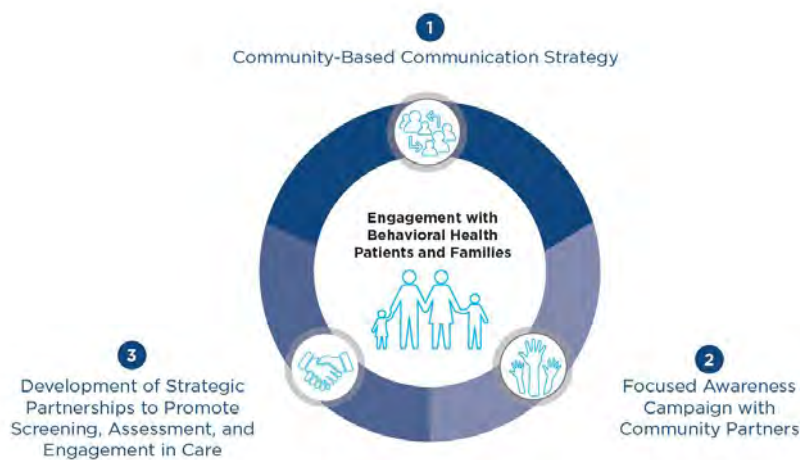 1
Community-Based Communication Strategy
Engagement with
Behavioral Health
Patients and Families
2
Focused Awareness
Campaign with
Community Partners
3
Development of Strategic
Partnerships to Promote
Screening, Assessment, and
Engagement in Care